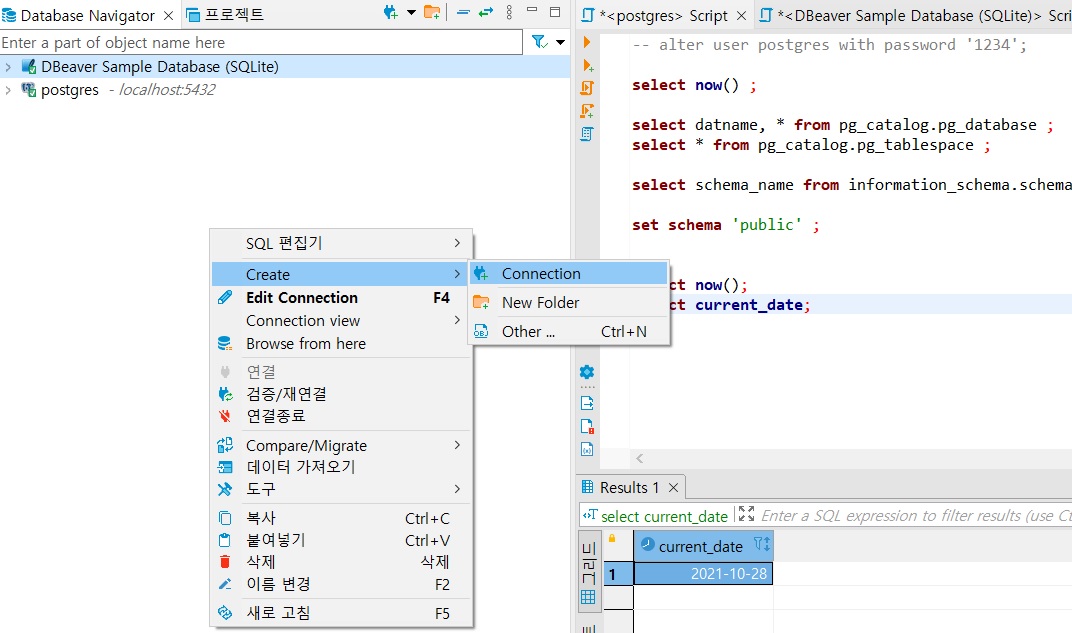 Database Navigator
프로젝트
Enter a part of object name here
DBeaver Sample Database (SQLite)
postgres - localhost:5432
SQL 편집기
Create
Edit Connection F4
Connection view
Browse from here
연결
검증/재연결
연결종료
Compare/Migrate
데이터 가져오기
도구
복사 Ctrl+C
붙여넣기 Ctrl+V
삭제 삭제
이름 변경 F2
새로 고침 F5
Connection
New Folder
Other ... Ctrl+N
*<postgres> Script
*<DBeaver Sample Database (SQLite)> Scri
-- alter user postgres with password '1234';
select now() ;
select datname, * from pg_catalog.pg_database ;
select * from pg_catalog.pg_tablespace ;
select schema_name from information_schema.schema
set schema 'public' ;
ct now();
ct current_date;
Results 1
select current_date
Enter a SQL expression to filter results (use Ct
그리드
current_date
1 2021-10-28